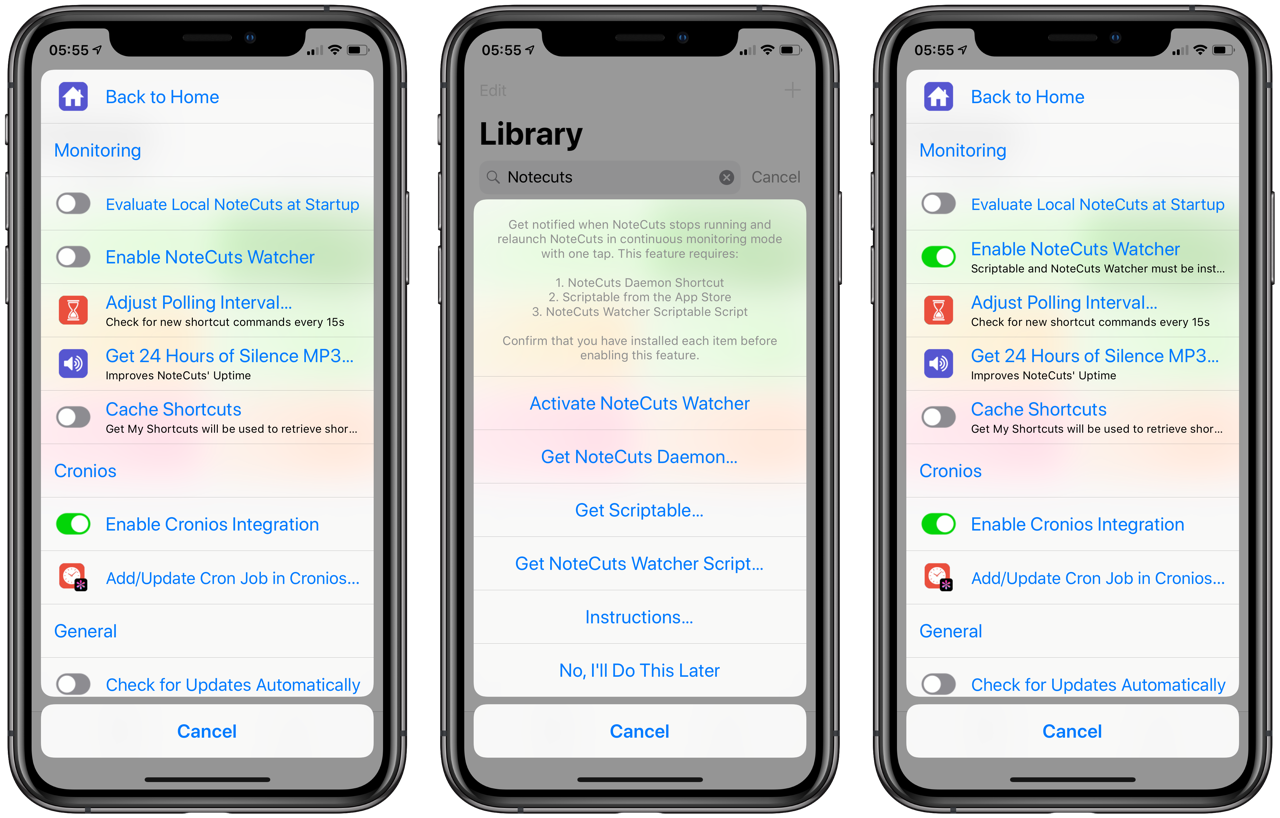 05:55
Back to Home
Monitoring
Evaluate Local NoteCuts at Startup
Enable NoteCuts Watcher
Adjust Polling Interval...
Check for new shortcut commands every 15s
Get 24 Hours of Silence MP3...
Improves NoteCuts' Uptime
Cache Shortcuts
Get My Shortcuts will be used to retrieve shor...
Cronios
Enable Cronios Integration
Add/Update Cron Job in Cronios...
General
Check for Updates Automatically
Cancel
05:55
Edit
Library
Notecuts
Cancel
Get notified when NoteCuts stops running and
relaunch NoteCuts in continuous monitoring mode
with one tap. This feature requires:
1. NoteCuts Daemon Shortcut
2. Scriptable from the App Store
3. NoteCuts Watcher Scriptable Script
Confirm that you have installed each item before
enabling this feature.
Activate NoteCuts Watcher
Get NoteCuts Daemon...
Get Scriptable...
Get NoteCuts Watcher Script...
Instructions...
No, I'll Do This Later
Cancel
05:55
Back to Home
Monitoring
Evaluate Local NoteCuts at Startup
Enable NoteCuts Watcher
Scriptable and NoteCuts Watcher must be inst...
Adjust Polling Interval...
Check for new shortcut commands every 15s
Get 24 Hours of Silence MP3...
Improves NoteCuts' Uptime
Cache Shortcuts
Get My Shortcuts will be used to retrieve shor...
Cronios
Enable Cronios Integration
Add/Update Cron Job in Cronios...
General
Check for Updates Automatically
Cancel